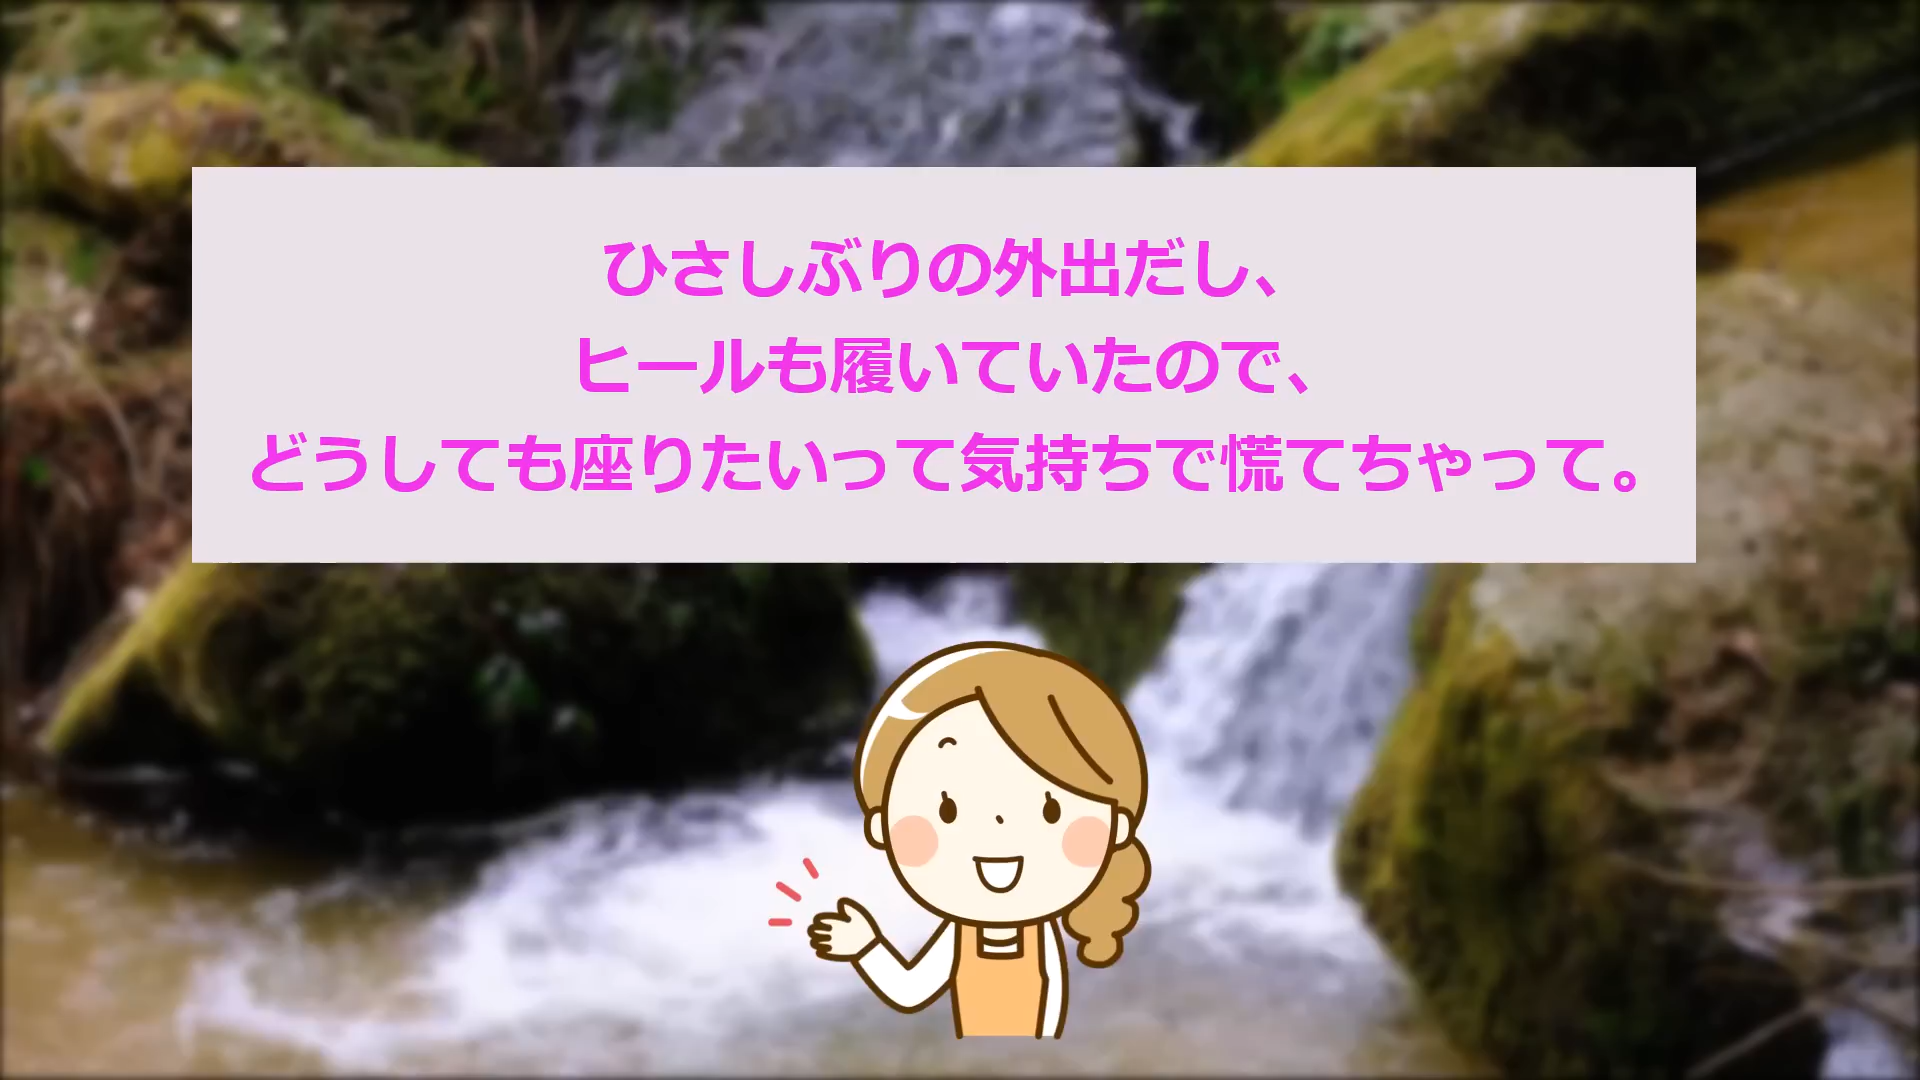 ひさしぶりの外出だし、
ヒールも履いていたので、
どうしても座りたいって気持ちで慌てちゃって。